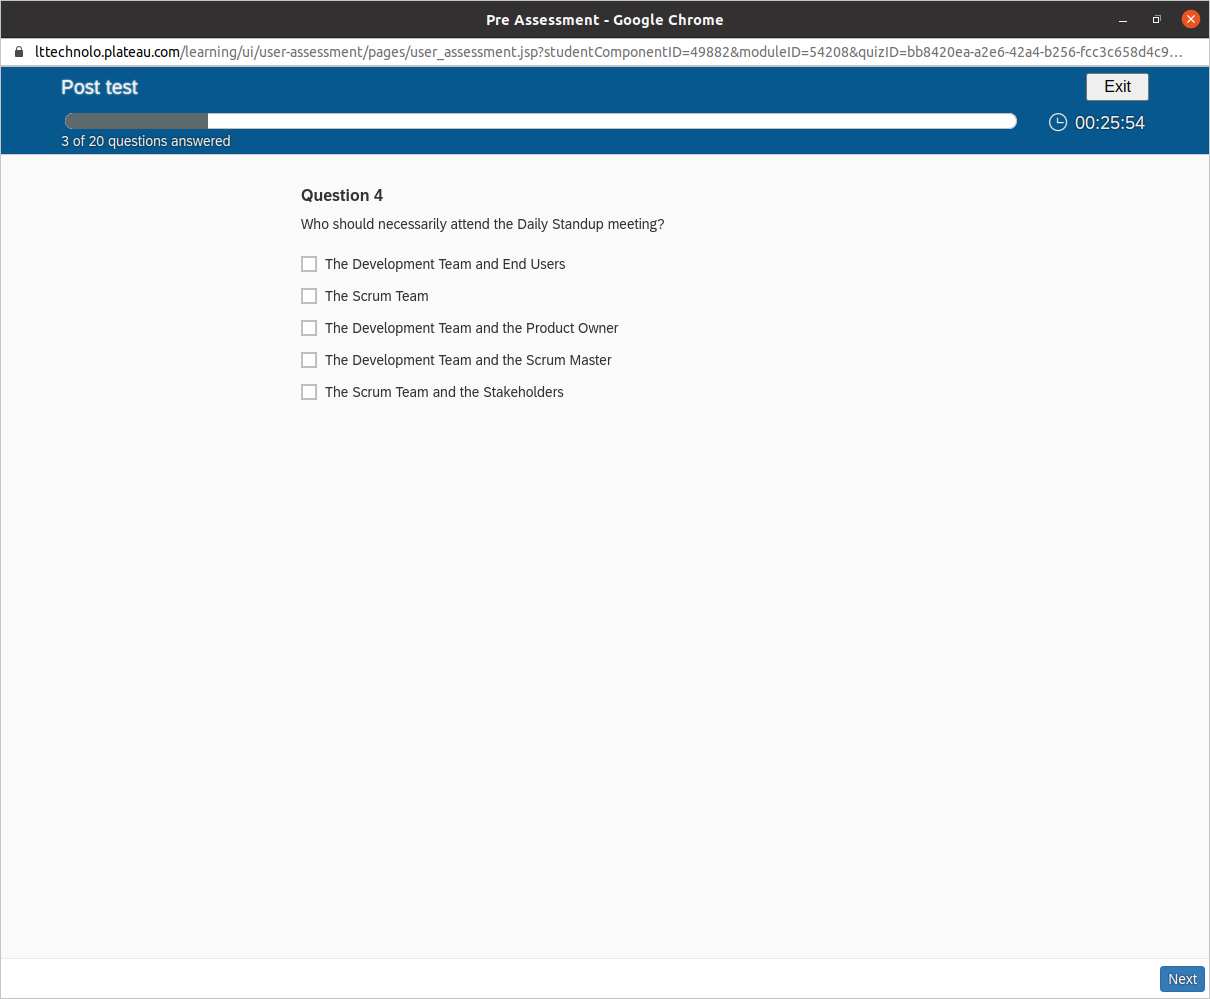 Pre Assessment - Google Chrome
lttechnolo.plateau.com/learning/ui/user-assessment/pages/user_assessment.jsp?studentComponentID=49882&moduleID=54208&quizID=bb8420ea-a2e6-42a4-b256-fcc3c658d4c9...
Post test
Exit
00:25:54
3 of 20 questions answered
Question 4
Who should necessarily attend the Daily Standup meeting?
The Development Team and End Users
The Scrum Team
The Development Team and the Product Owner
The Development Team and the Scrum Master
The Scrum Team and the Stakeholders
Next